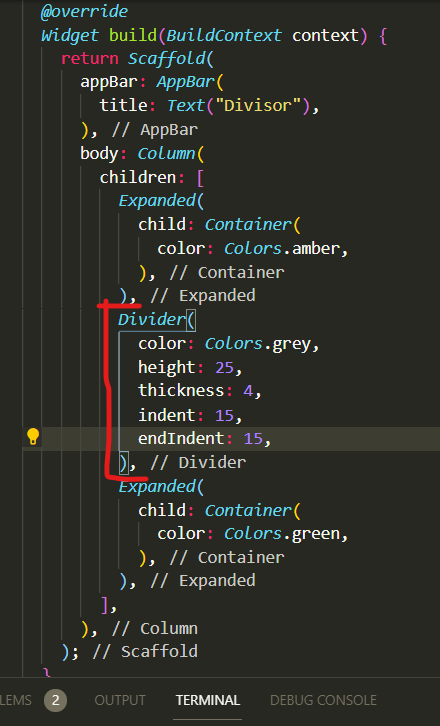 @override
Widget build(BuildContext context) {
return Scaffold(
appBar: AppBar(
title: Text("Divisor"),
), // AppBar
body: Column(
children: [
Expanded(
child: Container(
color: Colors.amber,
), // Container
), // Expanded
Divider(
color: Colors.grey,
height: 25,
thickness: 4,
indent: 15,
endIndent: 15,
), // Divider
Expanded(
child: Container(
color: Colors.green,
), // Container
), // Expanded
],
), // Column
); // Scaffold
}
LEMS 2 OUTPUT TERMINAL DEBUG CONSOLE